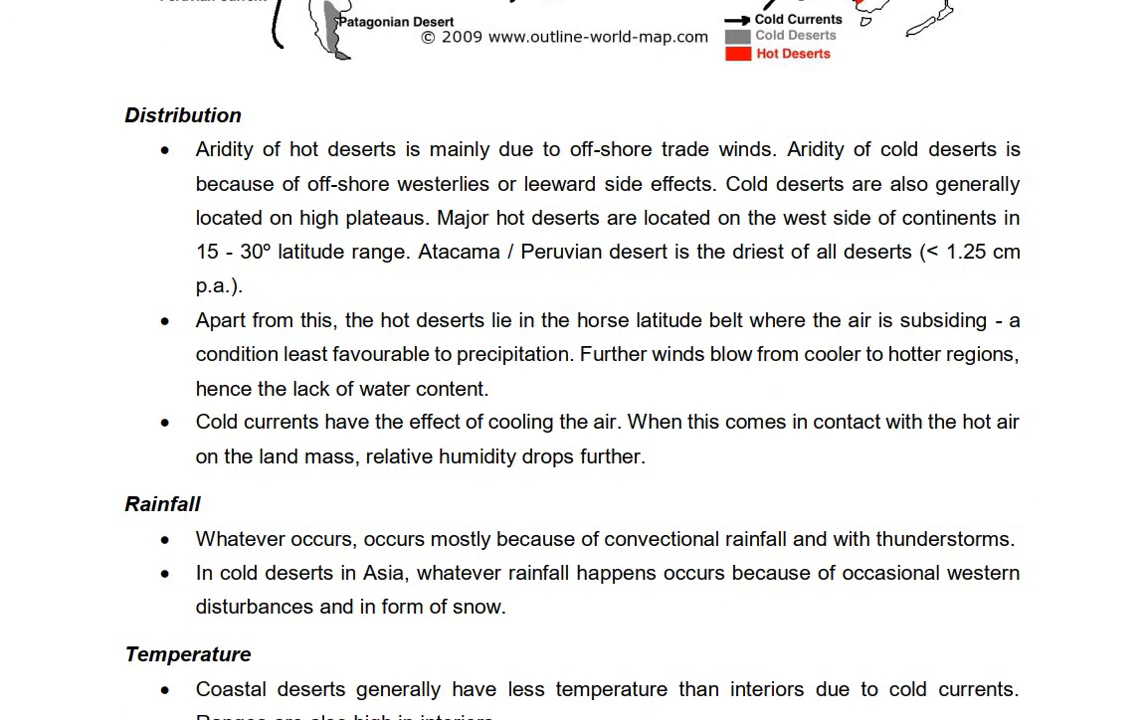 Patagonian Desert
Cold Currents
© 2009 www.outline-world-map.com
Cold Deserts
Hot Deserts
Distribution
• Aridity of hot deserts is mainly due to off-shore trade winds. Aridity of cold deserts is
because of off-shore westerlies or leeward side effects. Cold deserts are also generally
located on high plateaus. Major hot deserts are located on the west side of continents in
15 - 30º latitude range. Atacama / Peruvian desert is the driest of all deserts (< 1.25 cm
p.a.).
• Apart from this, the hot deserts lie in the horse latitude belt where the air is subsiding - a
condition least favourable to precipitation. Further winds blow from cooler to hotter regions,
hence the lack of water content.
• Cold currents have the effect of cooling the air. When this comes in contact with the hot air
on the land mass, relative humidity drops further.
Rainfall
• Whatever occurs, occurs mostly because of convectional rainfall and with thunderstorms.
• In cold deserts in Asia, whatever rainfall happens occurs because of occasional western
disturbances and in form of snow.
Temperature
• Coastal deserts generally have less temperature than interiors due to cold currents.
Ranges are also high in interiors.